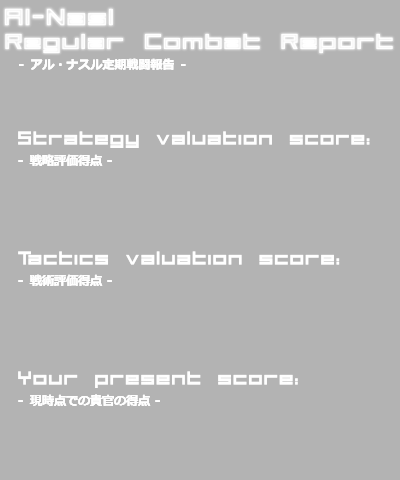 Al-Nasl
Regular Combat Report
- アル・ナスル定期戦闘報告 -
Strategy valuation score:
- 戦略評価得点 -
Tactics valuation score:
- 戦術評価得点 -
Your present score:
- 現時点での貴官の得点 -